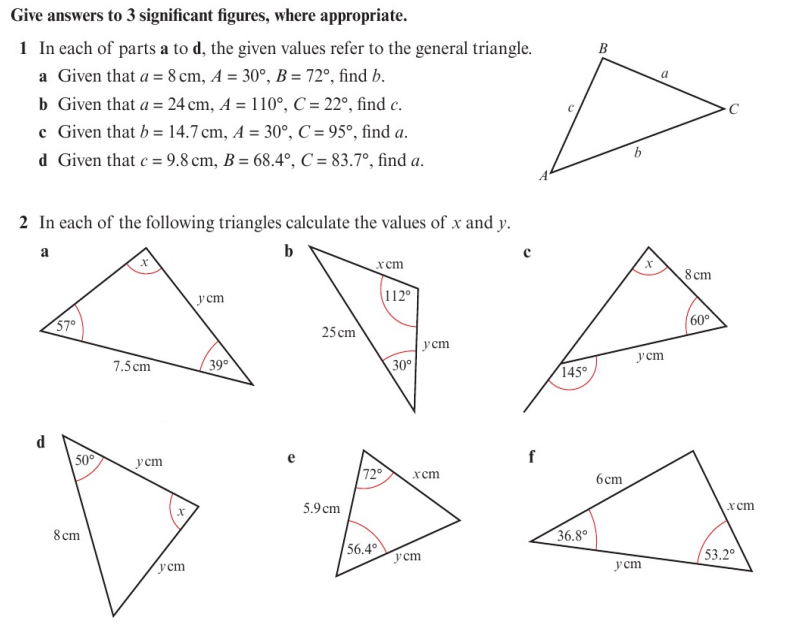 Give answers to 3 significant figures, where appropriate.
1 In each of parts a to d, the given values refer to the general triangle.
a Given that a = 8 cm, A = 30°, B = 72°, find b.
b Given that a = 24 cm, A = 110°, C = 22°, find c.
c Given that b = 14.7 cm, A = 30°, C = 95°, find a.
d Given that c = 9.8 cm, B = 68.4°, C = 83.7°, find a.
B
a
c
C
b
A
2 In each of the following triangles calculate the values of x and y.
a
x
y cm
57°
7.5 cm
39°
b
x cm
112°
25 cm
y cm
30°
c
x
8 cm
60°
y cm
145°
d
50°
y cm
x
8 cm
y cm
e
72°
x cm
5.9 cm
56.4°
y cm
f
6 cm
x cm
36.8°
53.2°
y cm